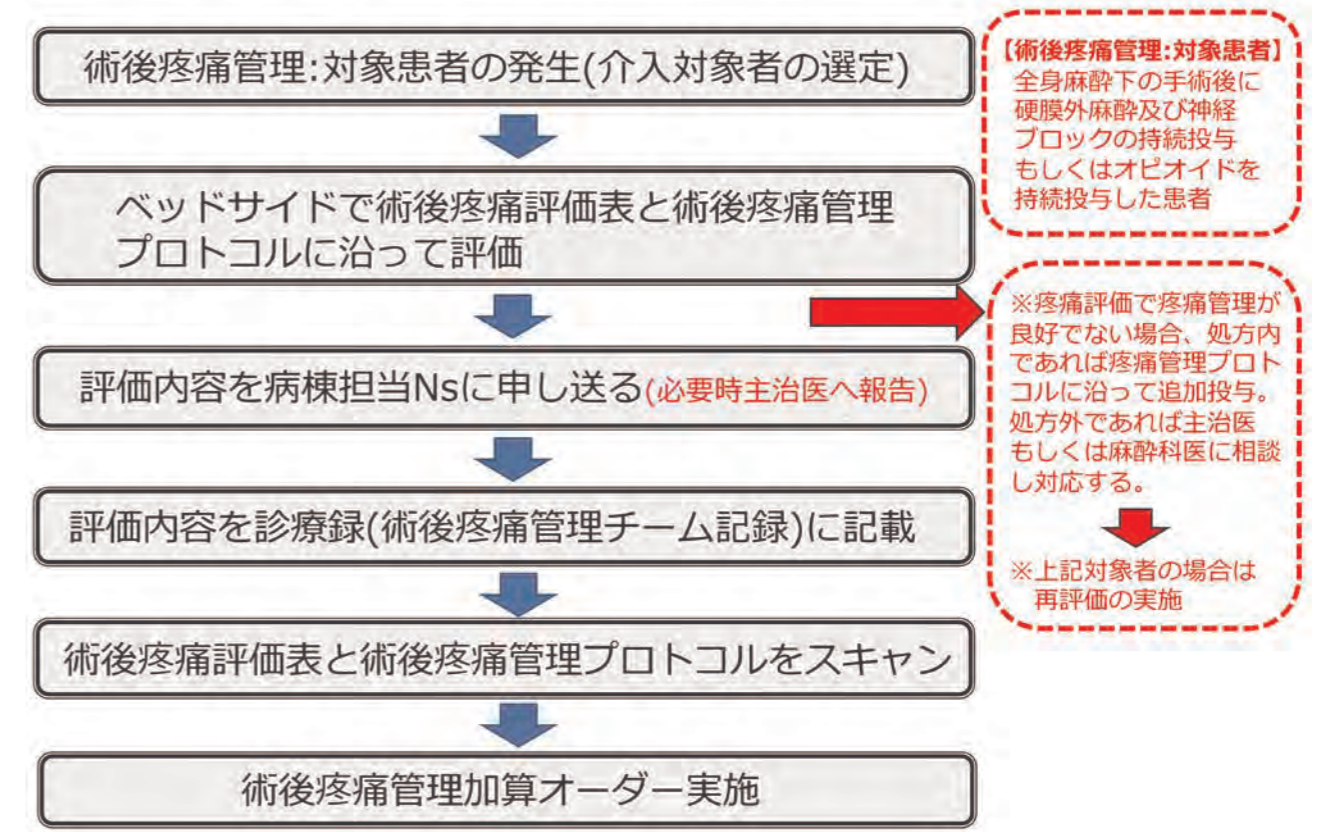 術後疼痛管理:対象患者の発生(介入対象者の選定)
【術後疼痛管理:対象患者】
全身麻酔下の手術後に
硬膜外麻酔及び神経
ブロックの持続投与
もしくはオピオイドを
持続投与した患者
ベッドサイドで術後疼痛評価表と術後疼痛管理
プロトコルに沿って評価
※疼痛評価で疼痛管理が
良好でない場合、処方内
であれば疼痛管理プロト
コルに沿って追加投与。
処方外であれば主治医
もしくは麻酔科医に相談
し対応する。
※上記対象者の場合は
再評価の実施
評価内容を病棟担当Nsに申し送る(必要時主治医へ報告)
評価内容を診療録(術後疼痛管理チーム記録)に記載
術後疼痛評価表と術後疼痛管理プロトコルをスキャン
術後疼痛管理加算オーダー実施